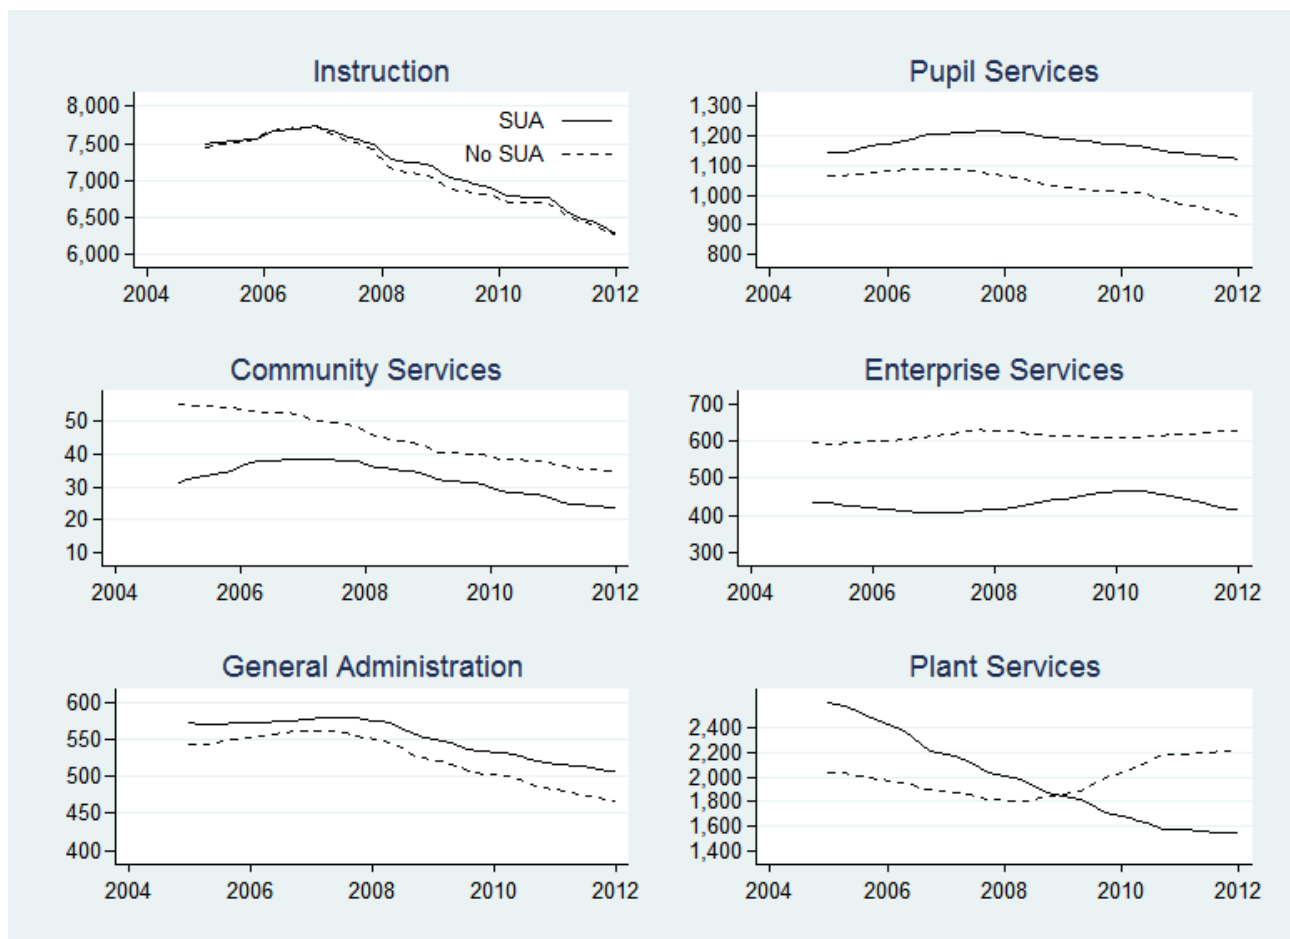 Instruction
8,000
7,500
7,000
6,500
6,000
SUA
No SUA
2004 2006 2008 2010 2012
Pupil Services
1,300
1,200
1,100
1,000
900
800
2004 2006 2008 2010 2012
Community Services
50
40
30
20
10
2004 2006 2008 2010 2012
Enterprise Services
700
600
500
400
300
2004 2006 2008 2010 2012
General Administration
600
550
500
450
400
2004 2006 2008 2010 2012
Plant Services
2,400
2,200
2,000
1,800
1,600
1,400
2004 2006 2008 2010 2012